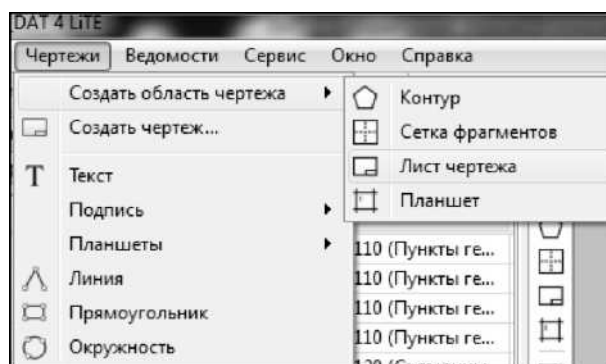 DAT 4 LiTE
Чертежи Ведомости Сервис Окно Справка
Создать область чертежа
Создать чертеж...
Текст
Подпись
Планшеты
Линия
Прямоугольник
Окружность
Контур
Сетка фрагментов
Лист чертежа
Планшет
110 (Пункты ге...
110 (Пункты ге...
110 (Пункты ге...
110 (Пункты ге...